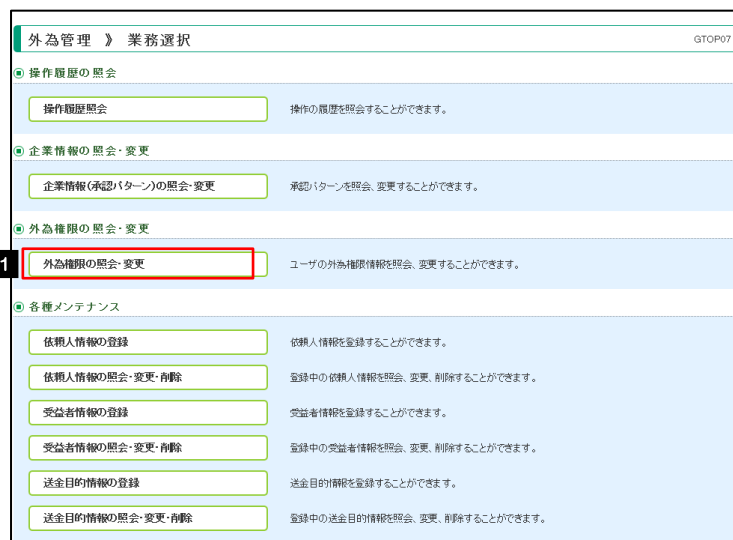 外為管理 》 業務選択
GTOP07
操作履歴の照会
操作履歴照会
操作の履歴を照会することができます。
企業情報の照会・変更
企業情報(承認パターン)の照会・変更
承認パターンを照会、変更することができます。
外為権限の照会・変更
1
外為権限の照会・変更
ユーザの外為権限情報を照会、変更することができます。
各種メンテナンス
依頼人情報の登録
依頼人情報を登録することができます。
依頼人情報の照会・変更・削除
登録中の依頼人情報を照会、変更、削除することができます。
受益者情報の登録
受益者情報を登録することができます。
受益者情報の照会・変更・削除
登録中の受益者情報を照会、変更、削除することができます。
送金目的情報の登録
送金目的情報を登録することができます。
送金目的情報の照会・変更・削除
登録中の送金目的情報を照会、変更、削除することができます。